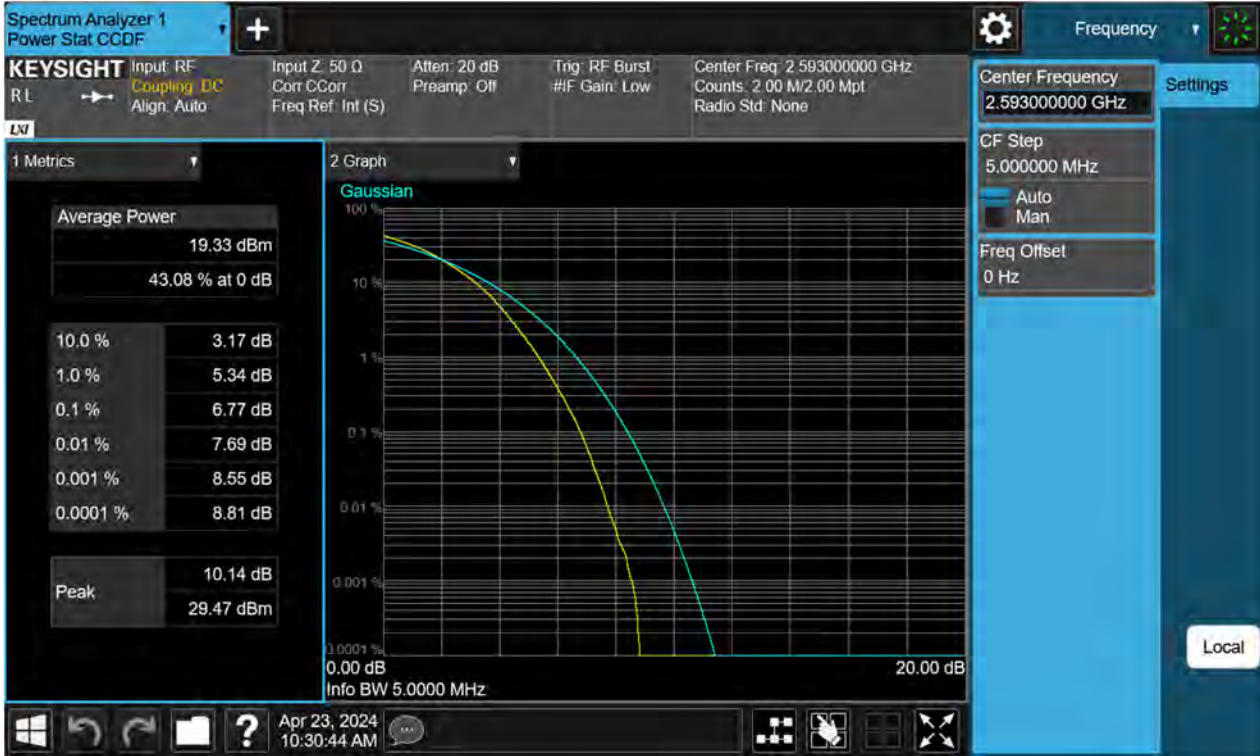 Spectrum Analyzer 1
Power Stat CCDF
+
Frequency
KEYSIGHT
R L
LXI
Input: RF
Coupling: DC
Align: Auto
Input Z: 50 Ω
Corr CCorr
Freq Ref: Int (S)
Atten: 20 dB
Preamp: Off
Trig: RF Burst
#IF Gain: Low
Center Freq: 2.593000000 GHz
Counts: 2.00 M/2.00 Mpt
Radio Std: None
Center Frequency
2.593000000 GHz
Settings
CF Step
5.000000 MHz
Auto
Man
Freq Offset
0 Hz
Local
1 Metrics
Average Power
19.33 dBm
43.08 % at 0 dB
10.0 % 3.17 dB
1.0 % 5.34 dB
0.1 % 6.77 dB
0.01 % 7.69 dB
0.001 % 8.55 dB
0.0001 % 8.81 dB
Peak
10.14 dB
29.47 dBm
2 Graph
Gaussian
100 %
10 %
1 %
0.1 %
0.01 %
0.001 %
0.0001 %
0.00 dB 20.00 dB
Info BW 5.0000 MHz
?
Apr 23, 2024
10:30:44 AM